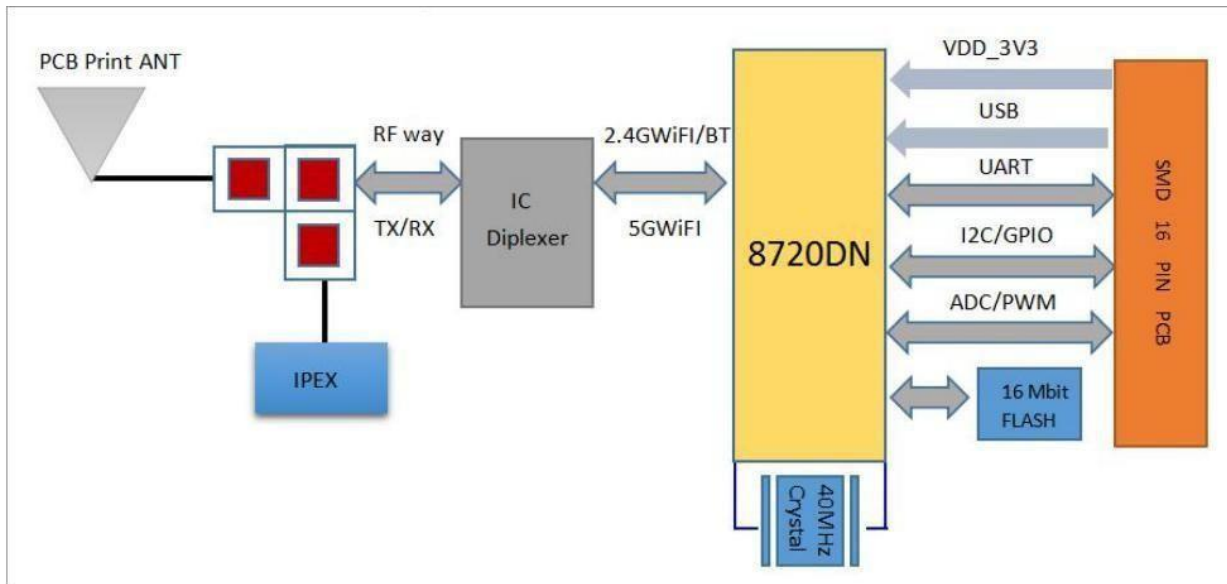 PCB Print ANT
RF way
TX/RX
IPEX
IC
Diplexer
2.4GWiFI/BT
5GWiFI
8720DN
40MHz
Crystal
VDD_3V3
USB
UART
I2C/GPIO
ADC/PWM
16 Mbit
FLASH
SMD 16 PIN PCB